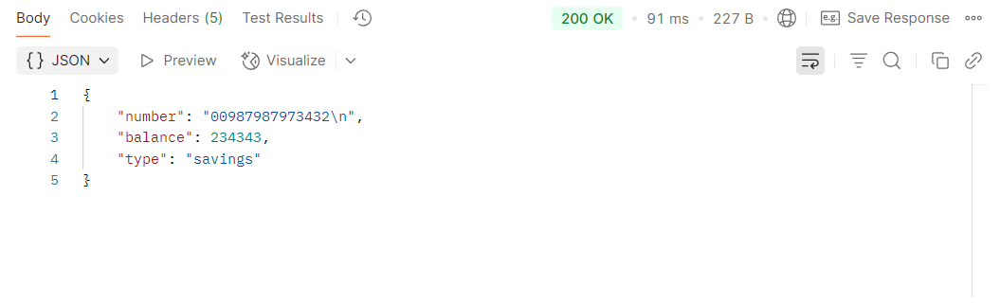 Body Cookies Headers (5) Test Results 200 OK • 91 ms • 227 B e.g. Save Response
{} JSON Preview Visualize
1 {
2 "number": "00987987973432\n",
3 "balance": 234343,
4 "type": "savings"
5 }